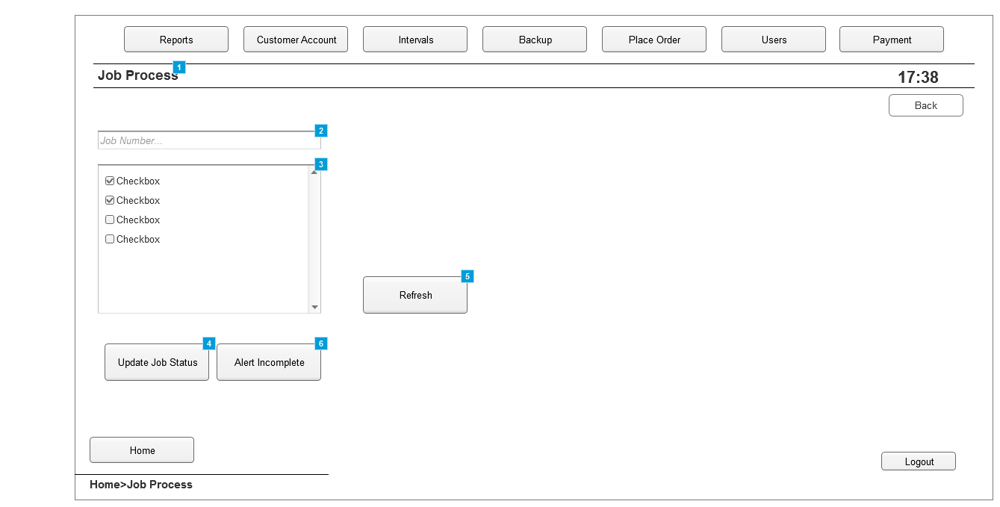 Reports Customer Account Intervals Backup Place Order Users Payment
1
Job Process 17:38
Back
2
Job Number...
3
Checkbox
Checkbox
Checkbox
Checkbox
5
Refresh
4 6
Update Job Status Alert Incomplete
Home
Logout
Home>Job Process